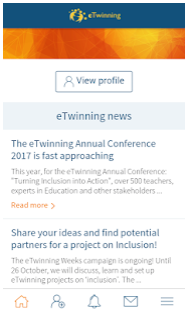 eTwinning
View profile
eTwinning news
The eTwinning Annual Conference
2017 is fast approaching
This year, for the eTwinning Annual Conference:
"Turning Inclusion into Action", over 500 teachers,
experts in Education and other stakeholders ...
Read more >
Share your ideas and find potential
partners for a project on Inclusion!
The eTwinning Weeks campaign is ongoing! Until
26 October, we will discuss, learn and set up
eTwinning projects on 'inclusion'. The ...